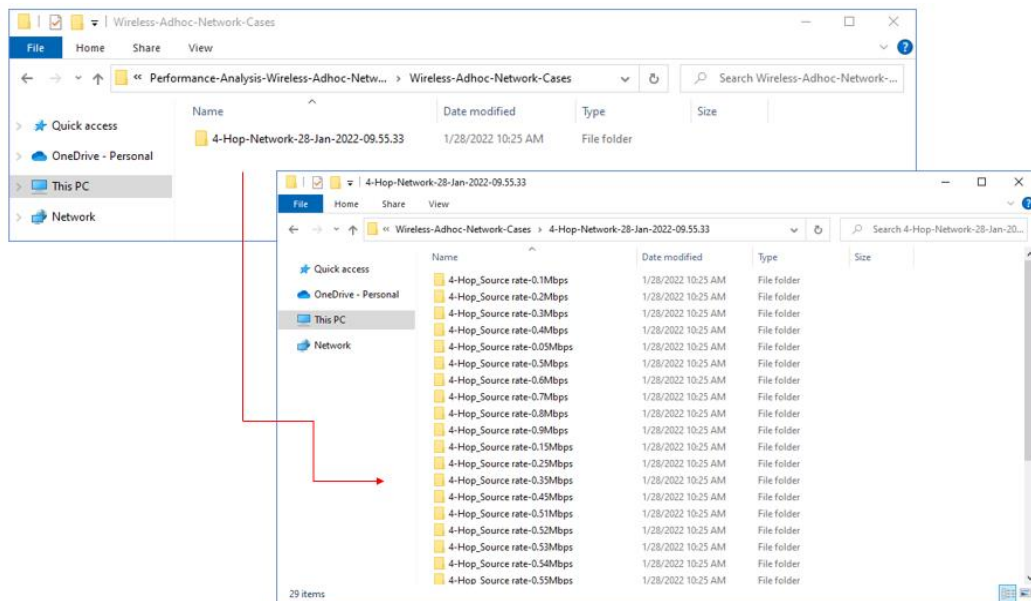 Wireless-Adhoc-Network-Cases
File Home Share View
« Performance-Analysis-Wireless-Adhoc-Netw... › Wireless-Adhoc-Network-Cases
Search Wireless-Adhoc-Network-...
Name Date modified Type Size
Quick access
OneDrive - Personal
This PC
Network
4-Hop-Network-28-Jan-2022-09.55.33 1/28/2022 10:25 AM File folder
4-Hop-Network-28-Jan-2022-09.55.33
File Home Share View
« Wireless-Adhoc-Network-Cases › 4-Hop-Network-28-Jan-2022-09.55.33
Search 4-Hop-Network-28-Jan-20...
Quick access
OneDrive - Personal
This PC
Network
Name Date modified Type Size
4-Hop_Source rate-0.1Mbps 1/28/2022 10:25 AM File folder
4-Hop_Source rate-0.2Mbps 1/28/2022 10:25 AM File folder
4-Hop_Source rate-0.3Mbps 1/28/2022 10:25 AM File folder
4-Hop_Source rate-0.4Mbps 1/28/2022 10:25 AM File folder
4-Hop_Source rate-0.05Mbps 1/28/2022 10:25 AM File folder
4-Hop_Source rate-0.5Mbps 1/28/2022 10:25 AM File folder
4-Hop_Source rate-0.6Mbps 1/28/2022 10:25 AM File folder
4-Hop_Source rate-0.7Mbps 1/28/2022 10:25 AM File folder
4-Hop_Source rate-0.8Mbps 1/28/2022 10:25 AM File folder
4-Hop_Source rate-0.9Mbps 1/28/2022 10:25 AM File folder
4-Hop_Source rate-0.15Mbps 1/28/2022 10:25 AM File folder
4-Hop_Source rate-0.25Mbps 1/28/2022 10:25 AM File folder
4-Hop_Source rate-0.35Mbps 1/28/2022 10:25 AM File folder
4-Hop_Source rate-0.45Mbps 1/28/2022 10:25 AM File folder
4-Hop_Source rate-0.51Mbps 1/28/2022 10:25 AM File folder
4-Hop_Source rate-0.52Mbps 1/28/2022 10:25 AM File folder
4-Hop_Source rate-0.53Mbps 1/28/2022 10:25 AM File folder
4-Hop_Source rate-0.54Mbps 1/28/2022 10:25 AM File folder
4-Hop_Source rate-0.55Mbps 1/28/2022 10:25 AM File folder
29 items